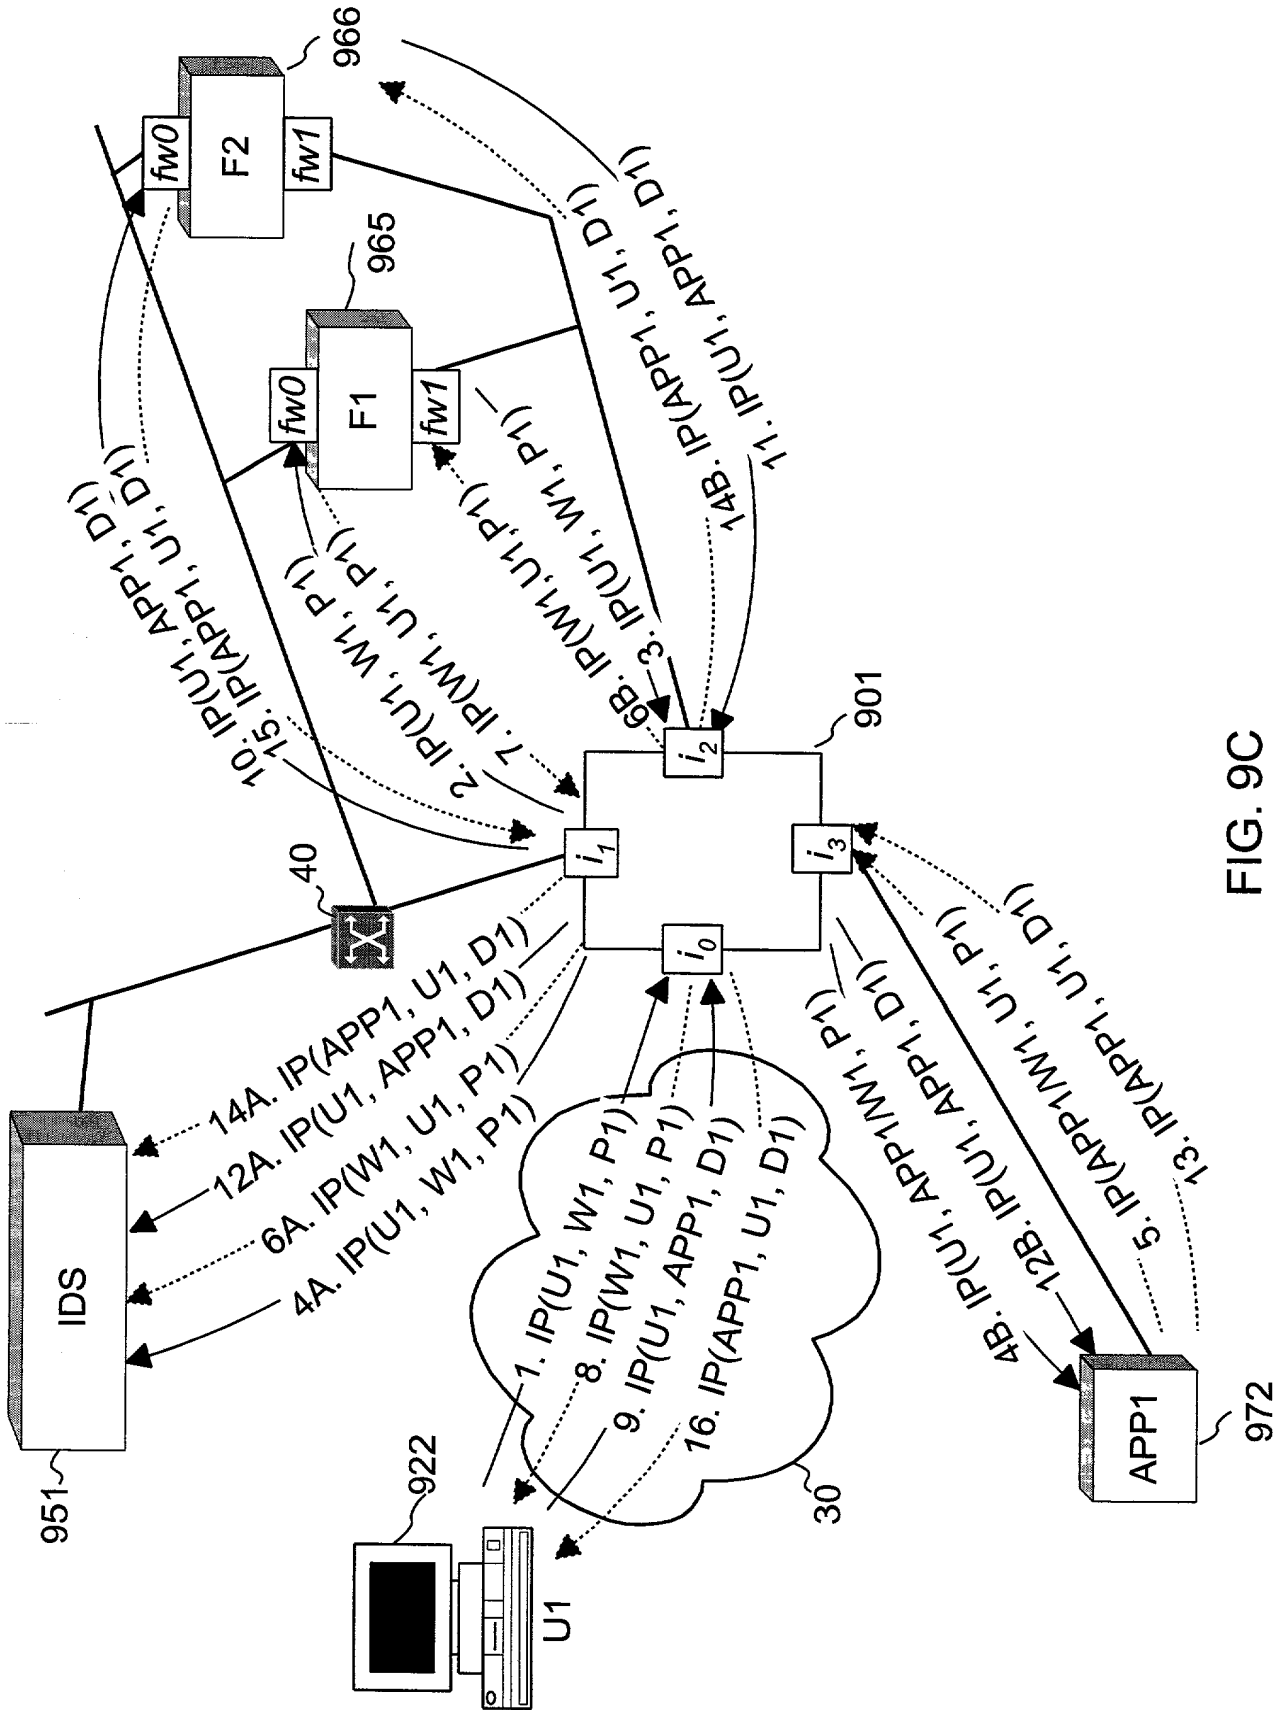 951
IDS
922
U1
30
1. IP(U1, W1, P1)
8. IP(W1, U1, P1)
9. IP(U1, APP1, D1)
16. IP(APP1, U1, D1)
14A. IP(APP1, U1, D1)
12A. IP(U1, APP1, D1)
6A. IP(W1, U1, P1)
4A. IP(U1, W1, P1)
40
i0
i1
i2
i3
901
10. IP(U1, APP1, D1)
15. IP(APP1, U1, D1)
2. IP(U1, W1, P1)
7. IP(W1, U1, P1)
6B. IP(W1,U1,P1)
3. IP(U1, W1, P1)
14B. IP(APP1, U1, D1)
11. IP(U1, APP1, D1)
fw0
F1
fw1
965
fw0
F2
fw1
966
4B. IP(U1, APP1/W1, P1)
12B. IP(U1, APP1, D1)
5. IP(APP1/W1, U1, P1)
13. IP(APP1, U1, D1)
APP1
972
FIG. 9C